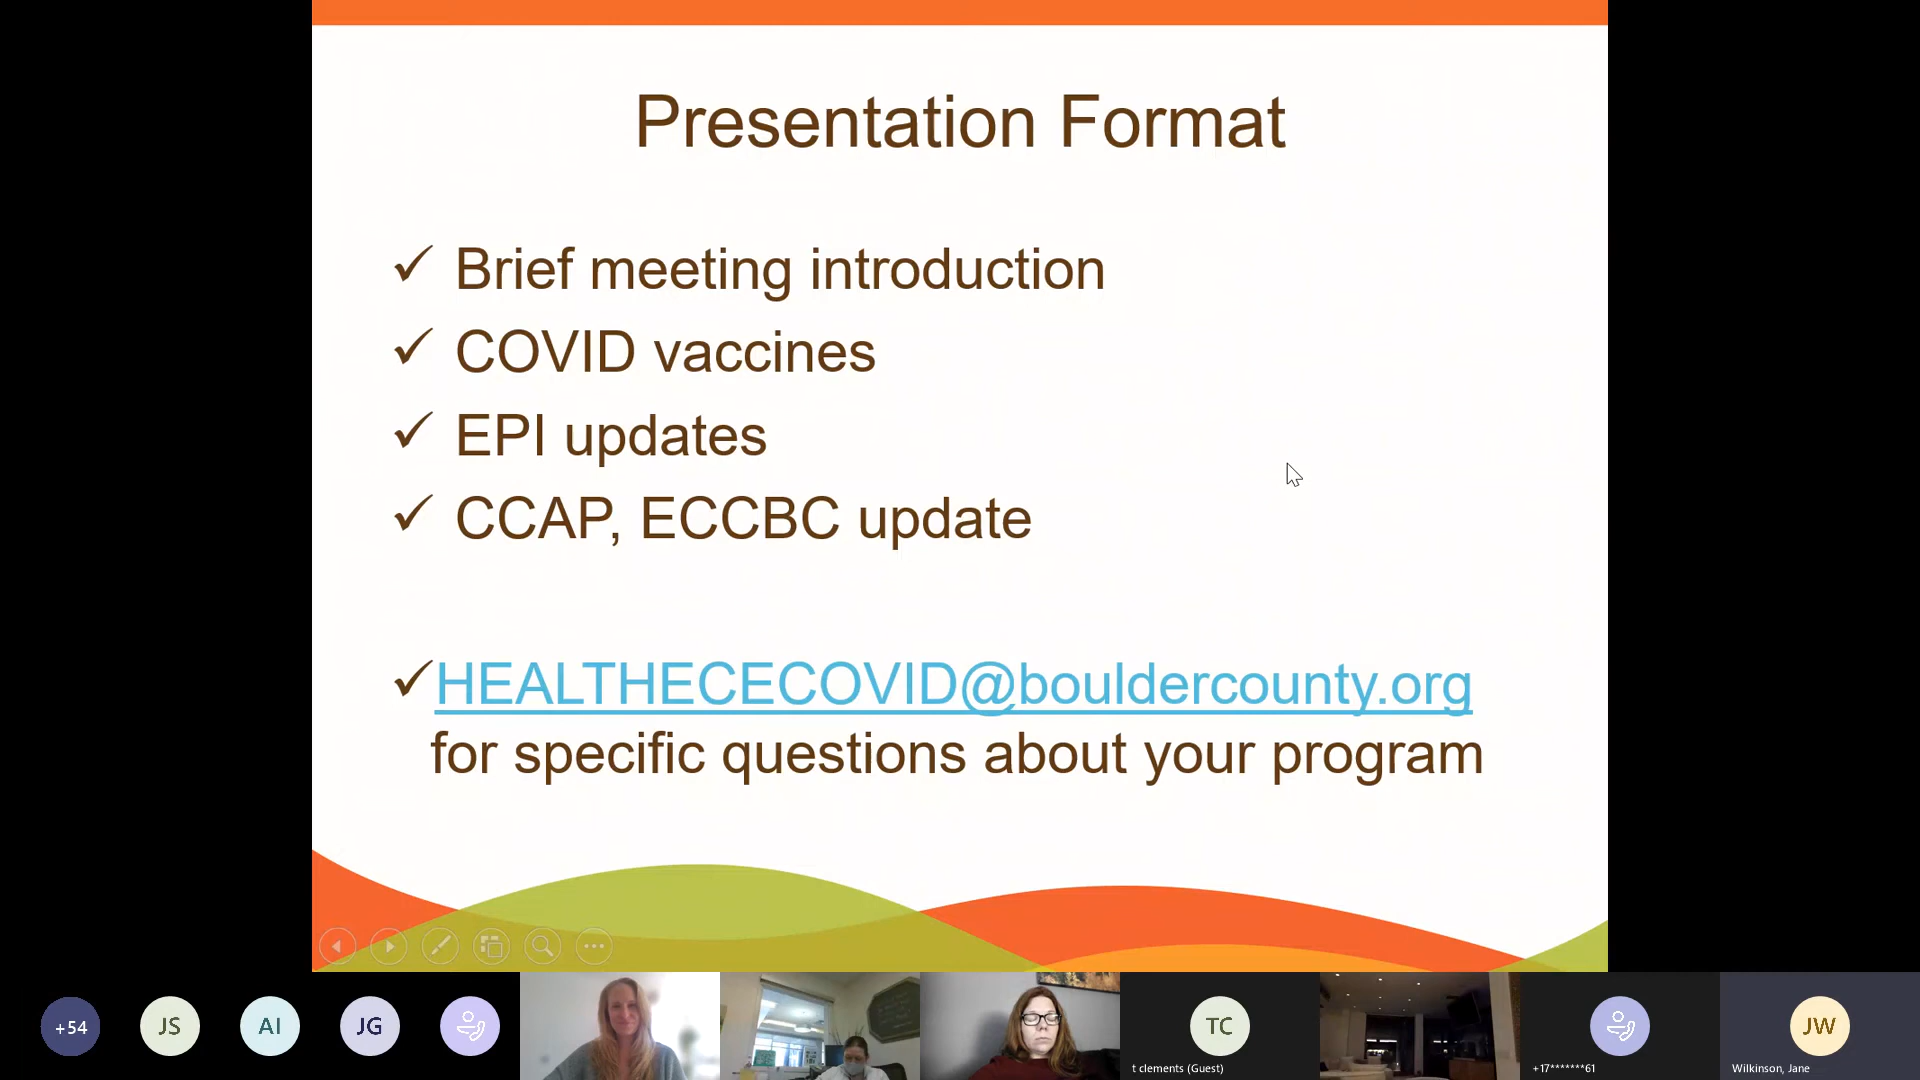 Presentation Format
✓ Brief meeting introduction
✓ COVID vaccines
✓ EPI updates
✓ CCAP, ECCBC update
✓ HEALTHECECOVID@bouldercounty.org
for specific questions about your program
+54
JS
AI
JG
TC
JW
t clements (Guest)
+17*******61
Wilkinson, Jane